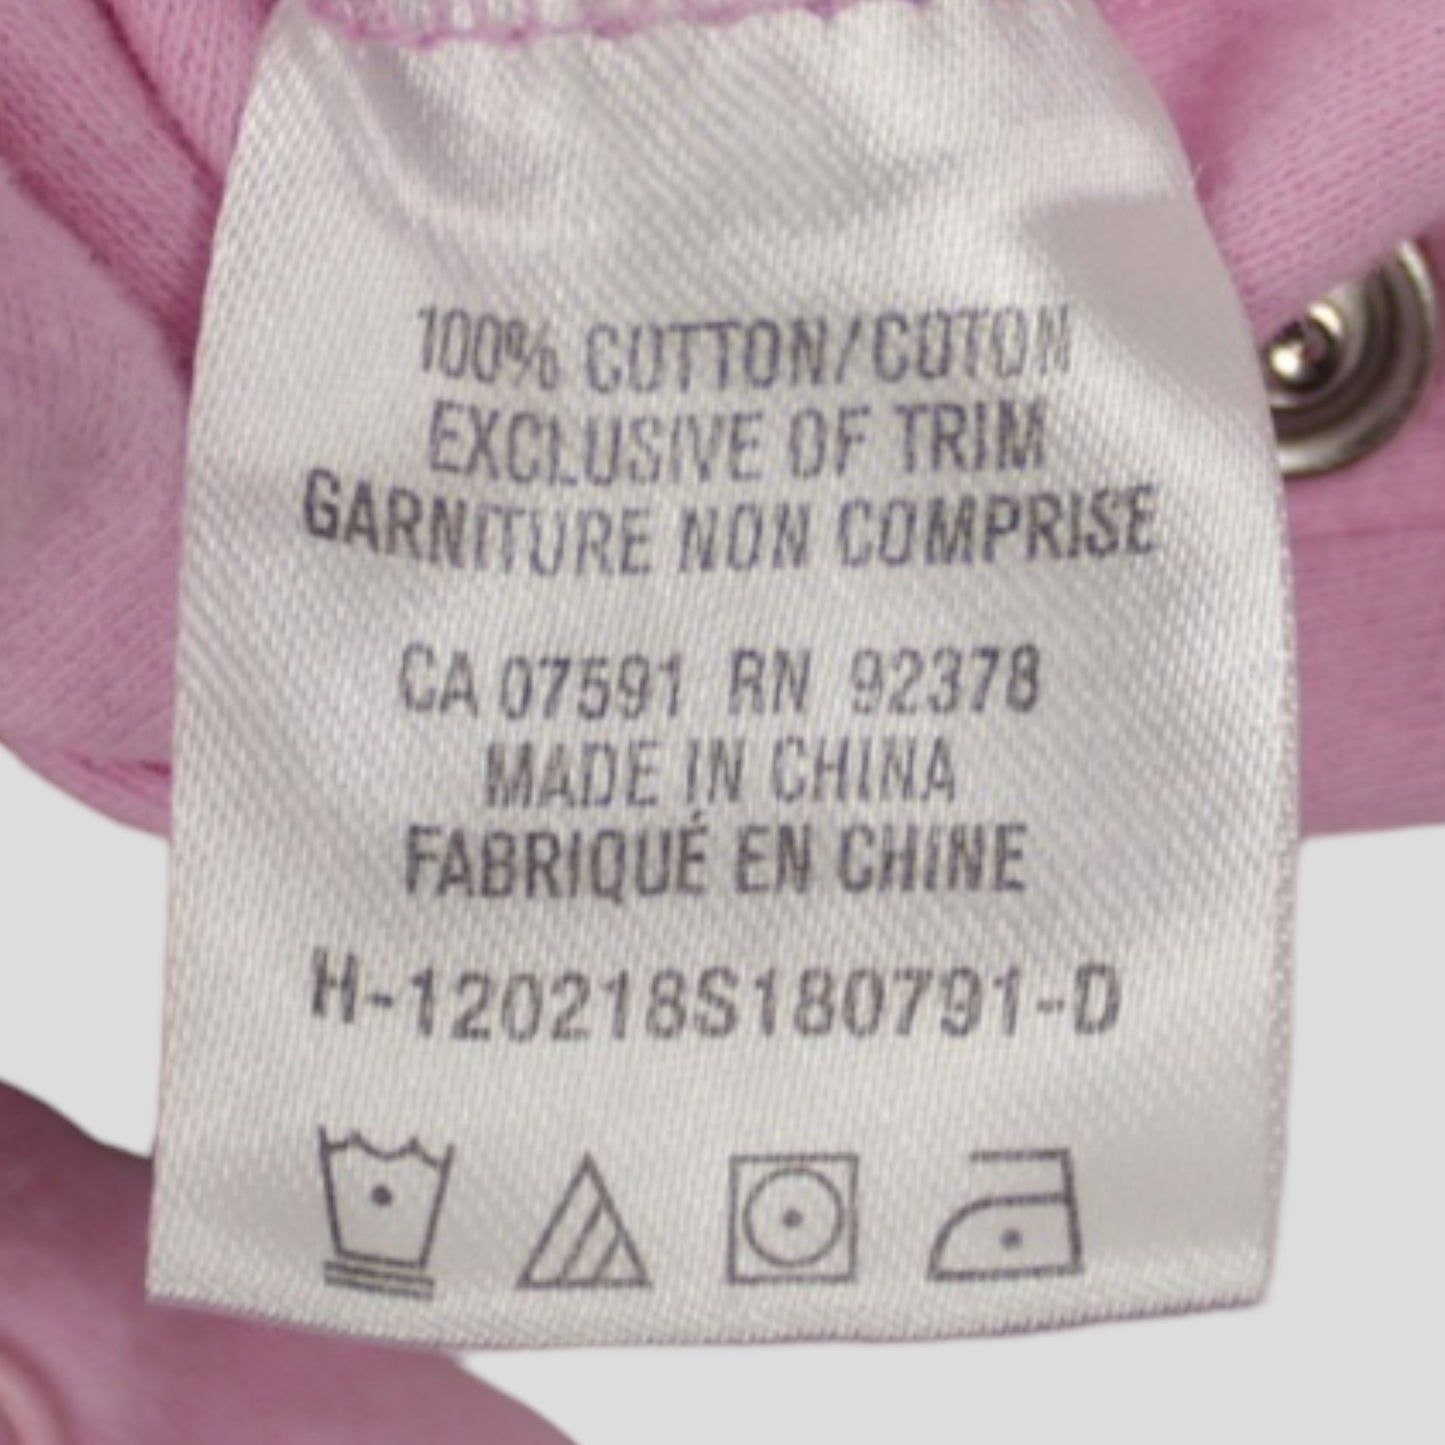 100% COTTON/COTON
EXCLUSIVE OF TRIM
GARNITURE NON COMPRISE
CA 07591 RN 92378
MADE IN CHINA
FABRIQUÉ EN CHINE
H-120218S180791-D